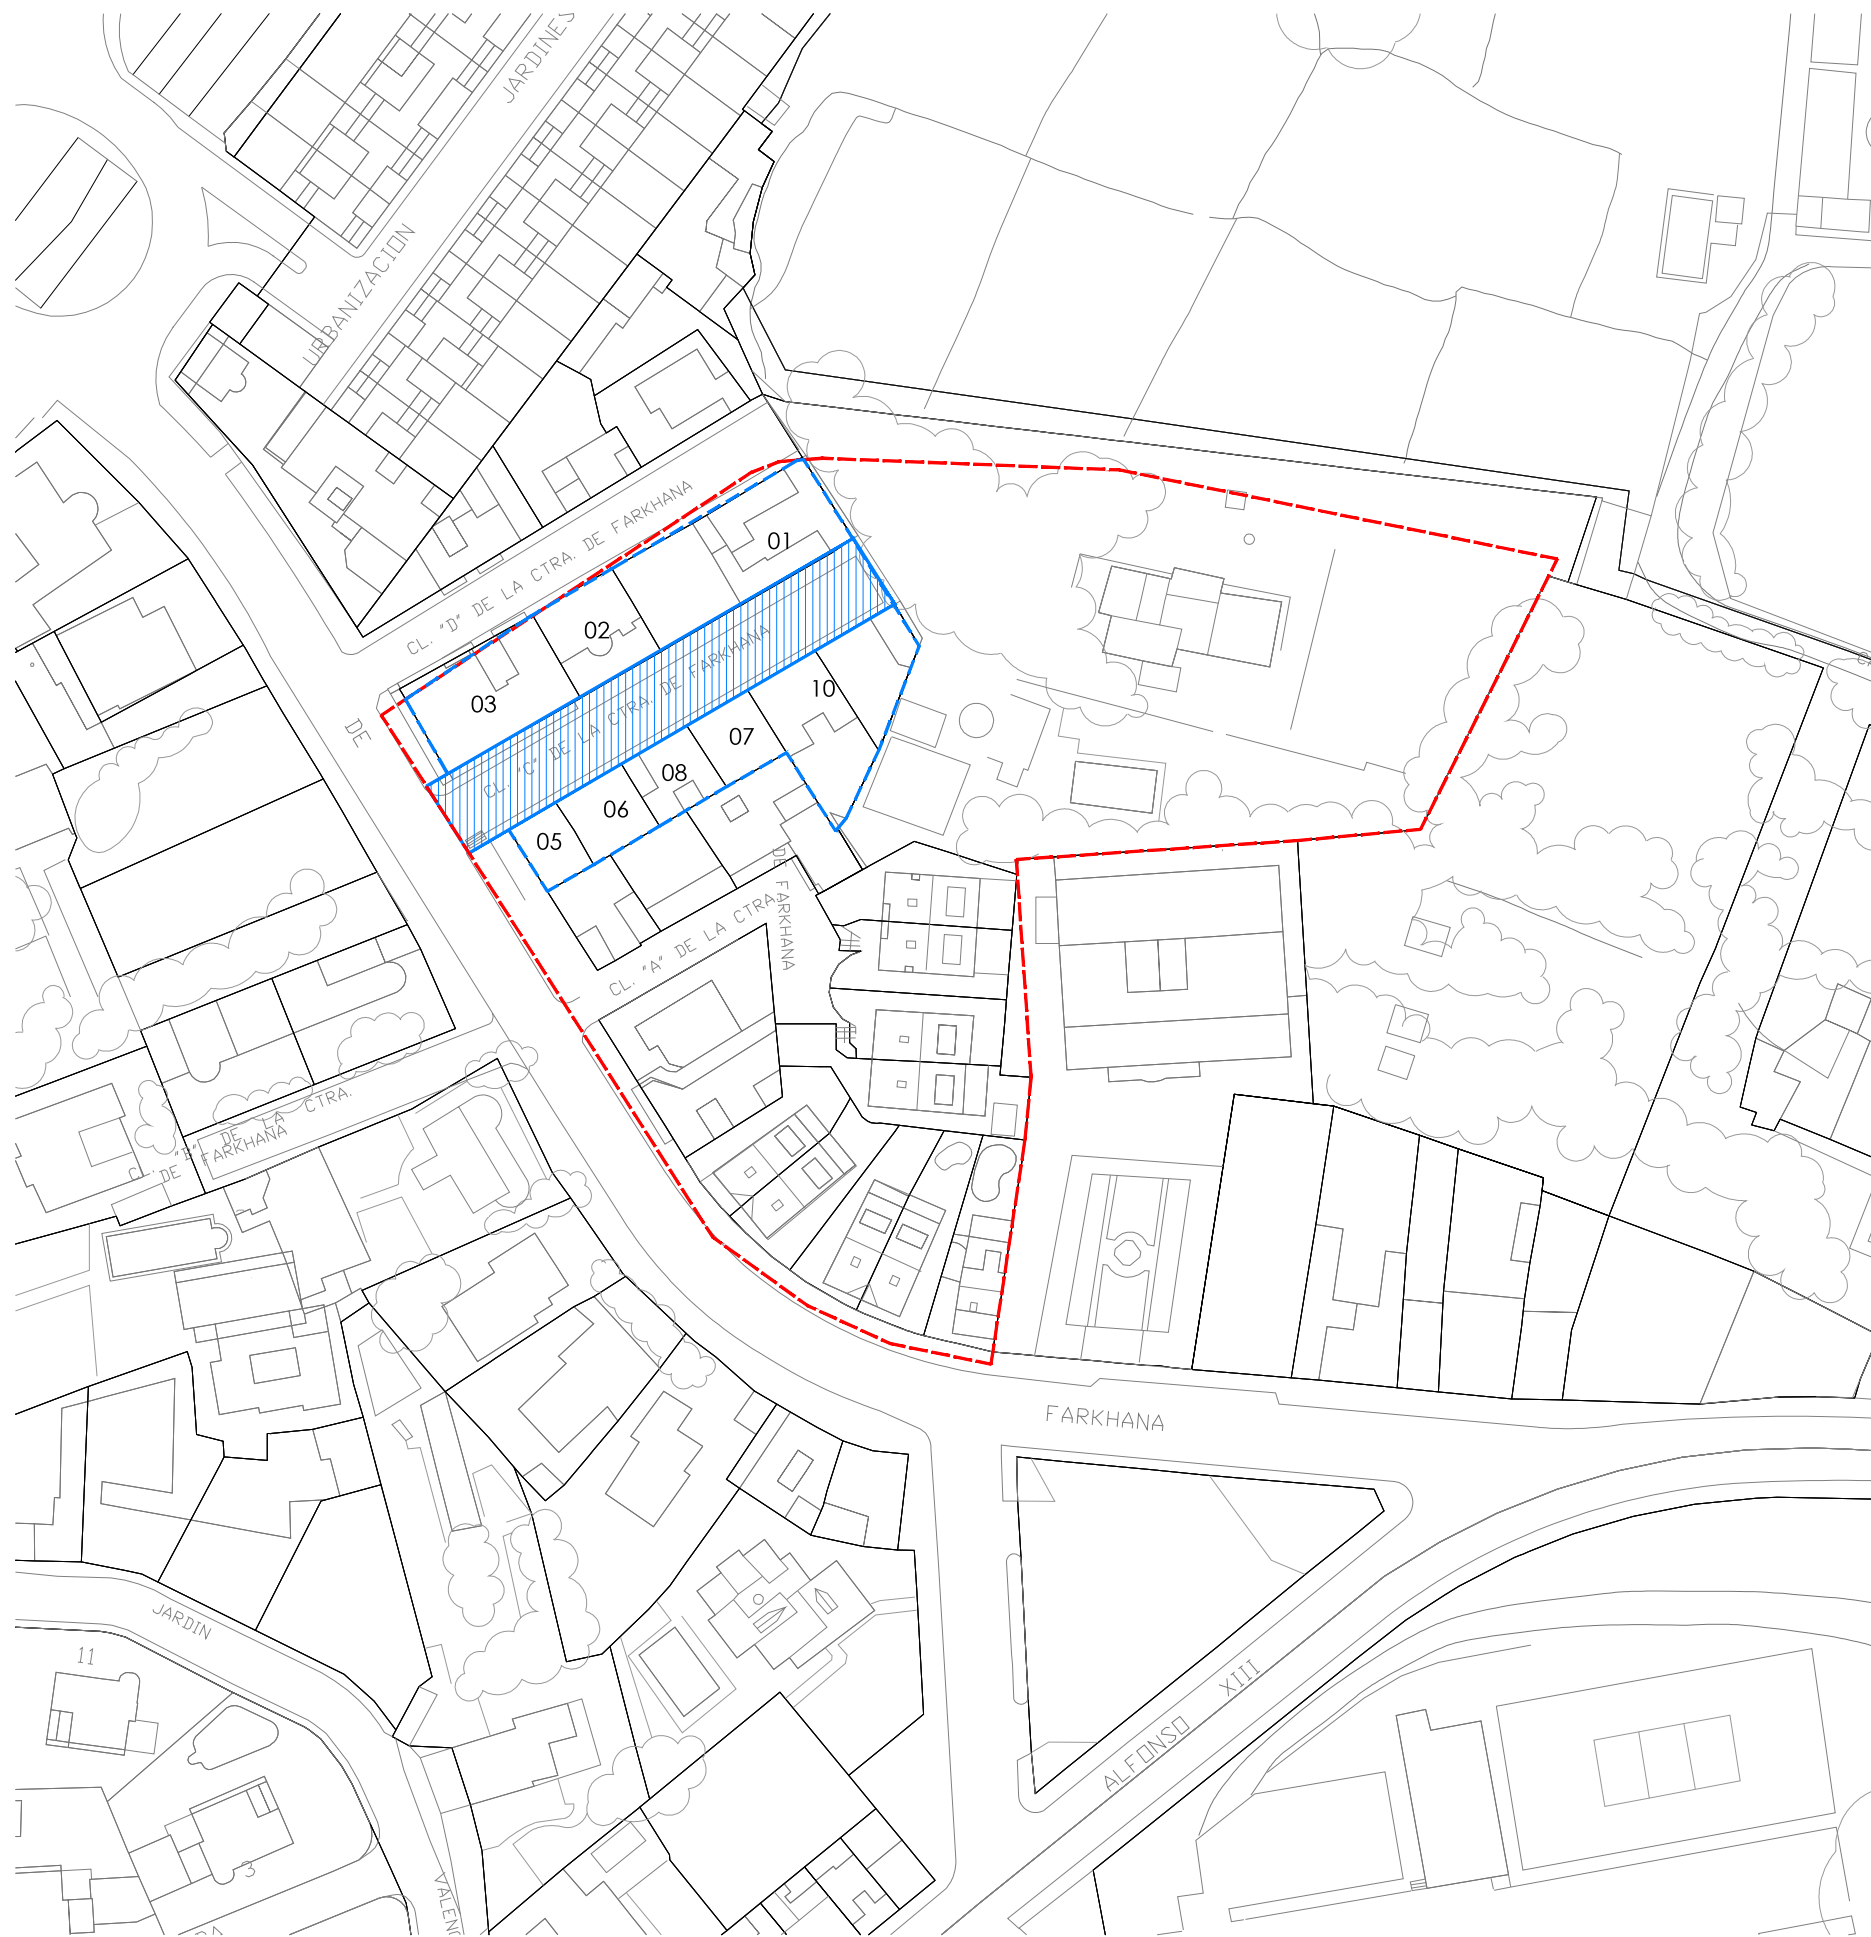 JARDINES
URBANIZACION
CL. "D" DE LA CTRA. DE FARKHANA
01
02
03
CL. "C" DE LA CTRA. DE FARKHANA
10
07
08
06
05
DE
CL. "A" DE LA CTRA.
DE FARKHANA
CL. "B" DE LA CTRA.
DE FARKHANA
FARKHANA
JARDIN
11
3
ALFONSO XIII